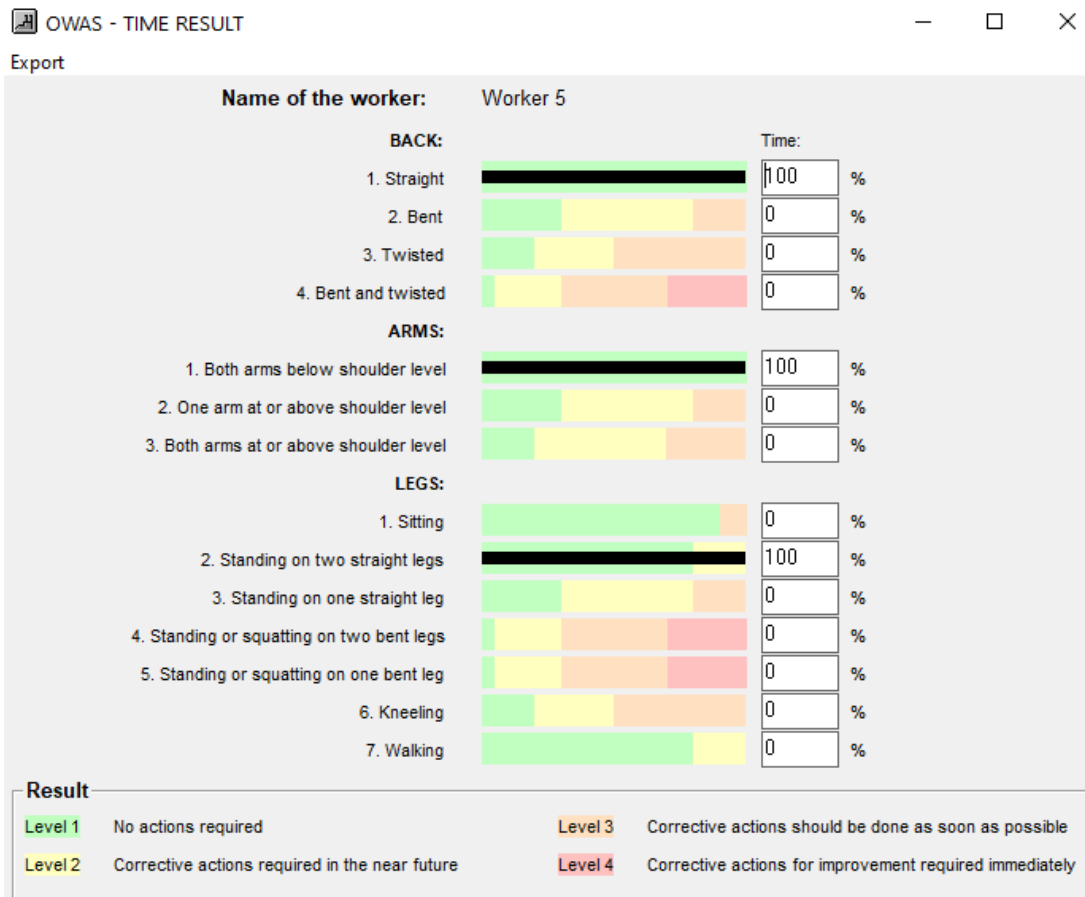 OWAS - TIME RESULT
Export
Name of the worker: Worker 5
BACK: Time:
1. Straight 100 %
2. Bent 0 %
3. Twisted 0 %
4. Bent and twisted 0 %
ARMS:
1. Both arms below shoulder level 100 %
2. One arm at or above shoulder level 0 %
3. Both arms at or above shoulder level 0 %
LEGS:
1. Sitting 0 %
2. Standing on two straight legs 100 %
3. Standing on one straight leg 0 %
4. Standing or squatting on two bent legs 0 %
5. Standing or squatting on one bent leg 0 %
6. Kneeling 0 %
7. Walking 0 %
Result
Level 1 No actions required Level 3 Corrective actions should be done as soon as possible
Level 2 Corrective actions required in the near future Level 4 Corrective actions for improvement required immediately